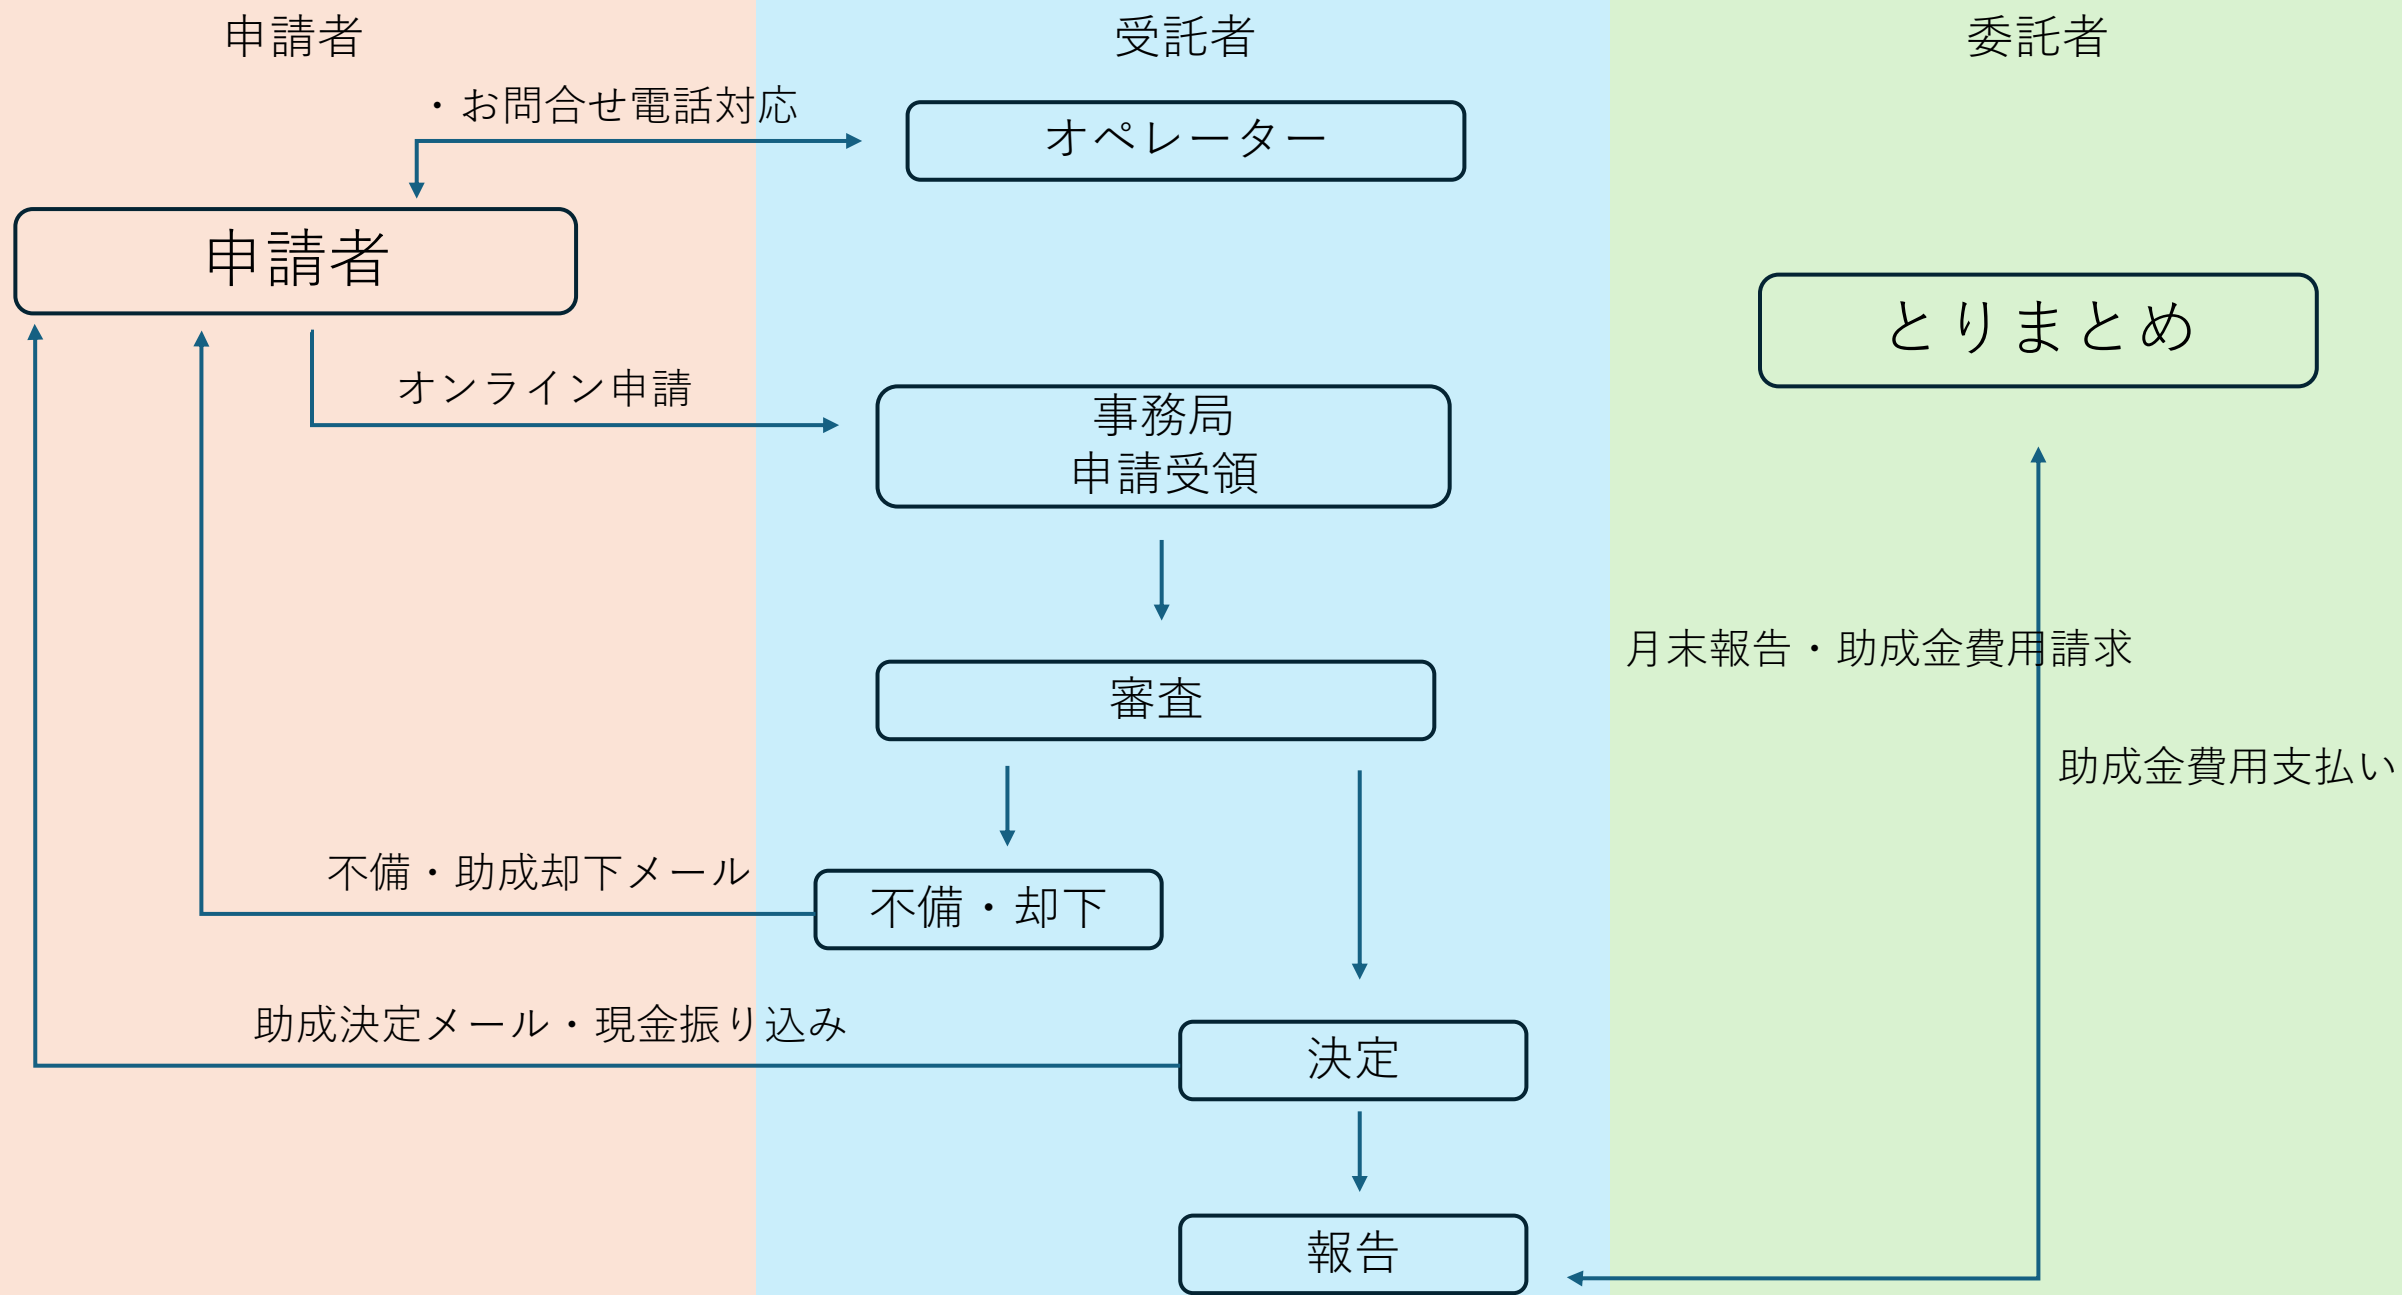 申請者
受託者
委託者
・お問合せ電話対応
オペレーター
申請者
とりまとめ
オンライン申請
事務局
申請受領
月末報告・助成金費用請求
審査
助成金費用支払い
不備・助成却下メール
不備・却下
助成決定メール・現金振り込み
決定
報告